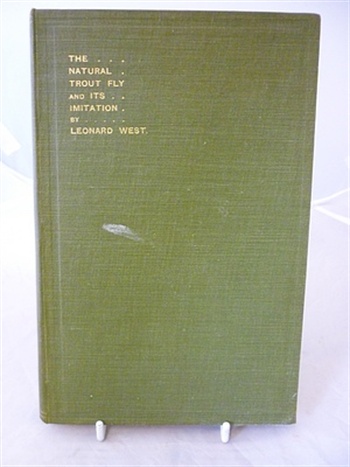 THE . . .
NATURAL .
TROUT FLY
AND ITS . .
IMITATION .
BY . . . . .
LEONARD WEST.